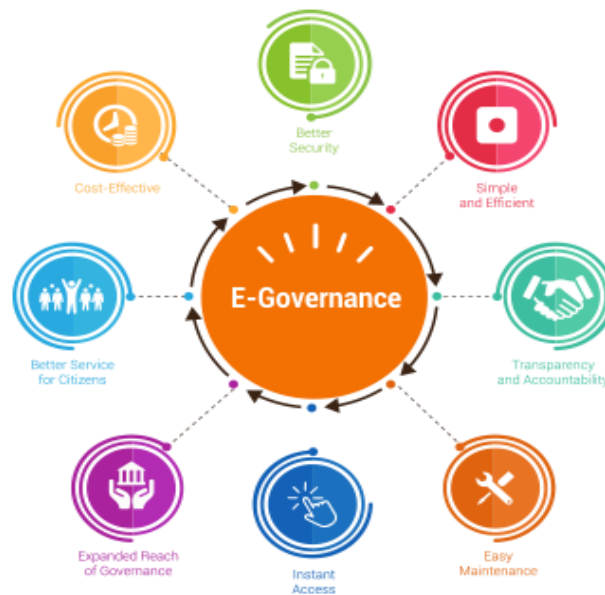 Better
Security
Cost-Effective
Simple
and Efficient
E-Governance
Better Service
for Citizens
Transparency
and Accountability
Expanded Reach
of Governance
Instant
Access
Easy
Maintenance